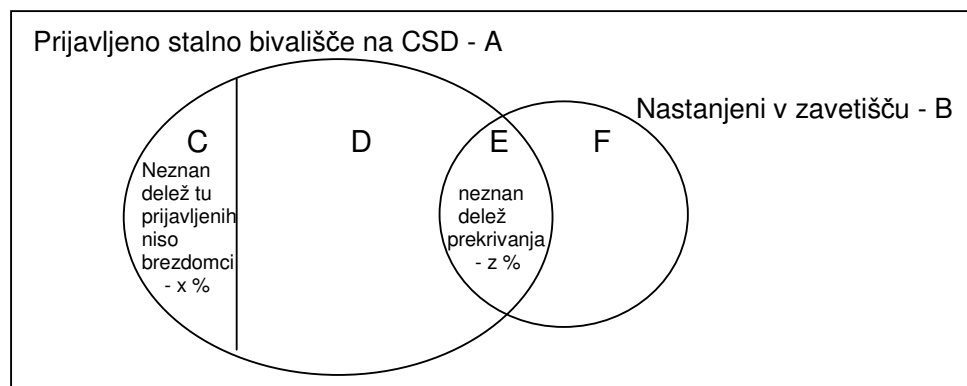 Prijavljeno stalno bivališče na CSD - A
Nastanjeni v zavetišču - B
C
D
E
F
Neznan
delež tu
prijavljenih
niso
brezdomci
- x %
neznan
delež
prekrivanja
- z %